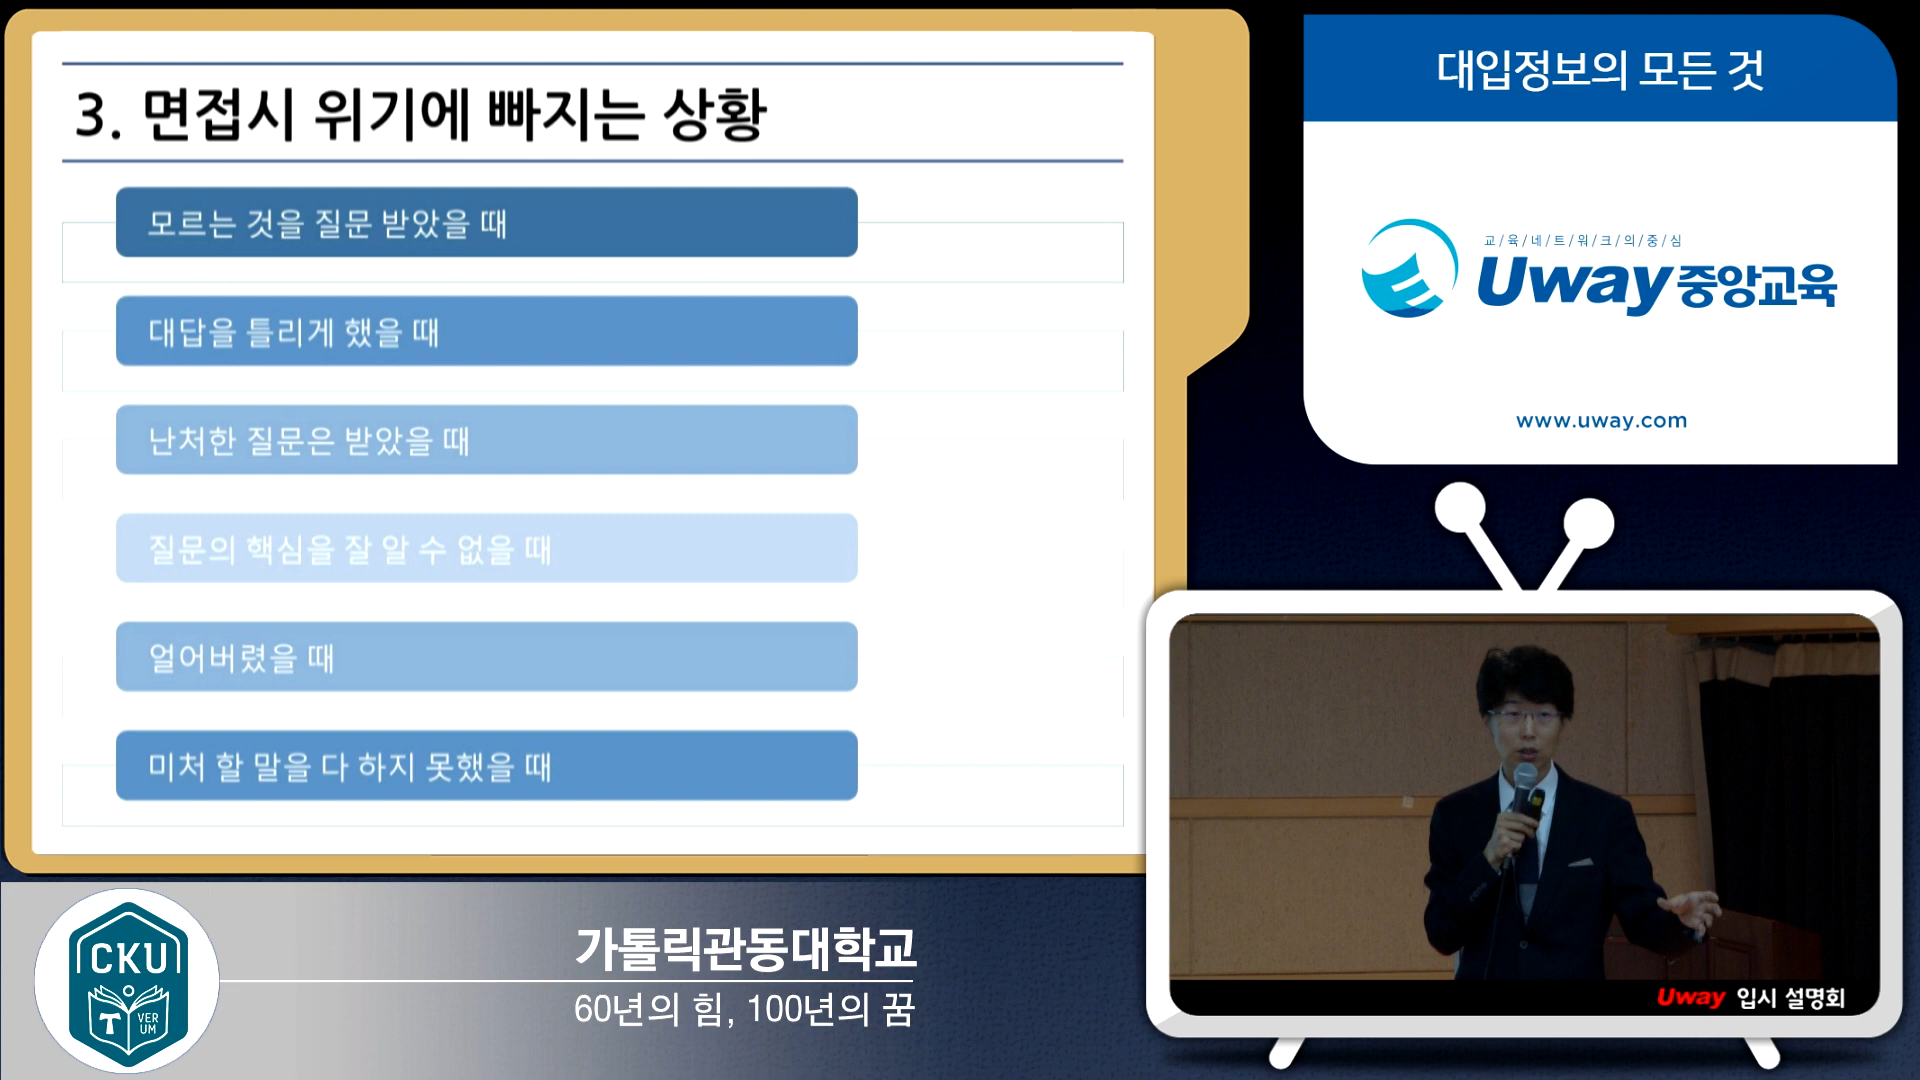 3. 면접시 위기에 빠지는 상황
모르는 것을 질문 받았을 때
대답을 틀리게 했을 때
난처한 질문은 받았을 때
질문의 핵심을 잘 알 수 없을 때
얼어버렸을 때
미처 할 말을 다 하지 못했을 때
대입정보의 모든 것
교/육/네/트/워/크/의/중/심
Uway중앙교육
www.uway.com
Uway 입시 설명회
CKU
VER
UM
가톨릭관동대학교
60년의 힘, 100년의 꿈